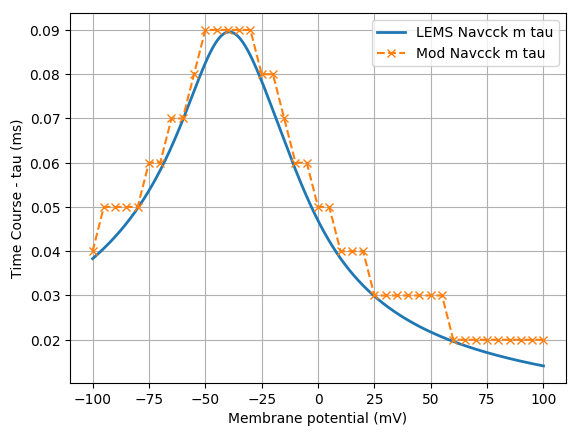 LEMS Navcck m tau
Mod Navcck m tau
Time Course - tau (ms)
0.09
0.08
0.07
0.06
0.05
0.04
0.03
0.02
−100 −75 −50 −25 0 25 50 75 100
Membrane potential (mV)